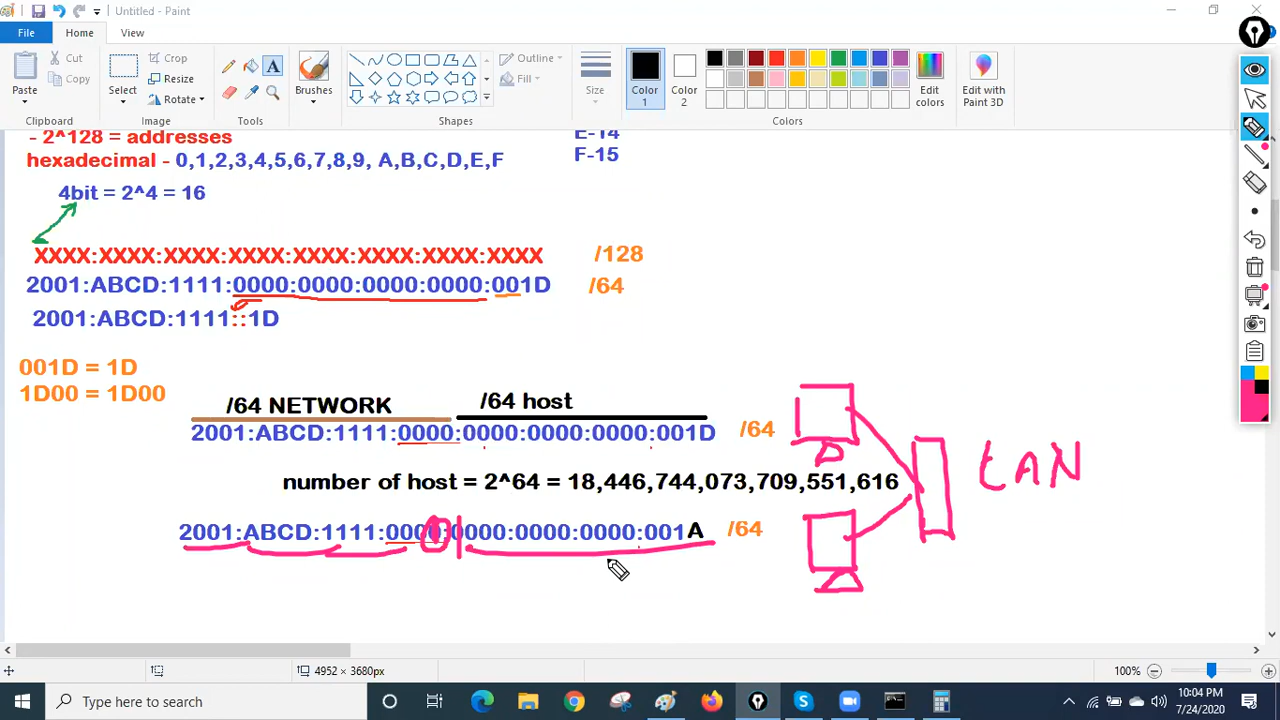 Untitled - Paint
File
Home
View
Paste
Cut
Copy
Clipboard
Select
Crop
Resize
Rotate
Image
Tools
Brushes
Outline
Fill
Shapes
Size
Color 1
Color 2
Edit colors
Edit with Paint 3D
Colors
- 2^128 = addresses
E-14
hexadecimal - 0,1,2,3,4,5,6,7,8,9, A,B,C,D,E,F
F-15
4bit = 2^4 = 16
XXXX:XXXX:XXXX:XXXX:XXXX:XXXX:XXXX:XXXX /128
2001:ABCD:1111:0000:0000:0000:0000:001D /64
2001:ABCD:1111::1D
001D = 1D
1D00 = 1D00
/64 NETWORK
/64 host
2001:ABCD:1111:0000:0000:0000:0000:001D /64
LAN
number of host = 2^64 = 18,446,744,073,709,551,616
2001:ABCD:1111:0000:0000:0000:0000:001A /64
4952 × 3680px
100%
Type here to search
10:04 PM
7/24/2020